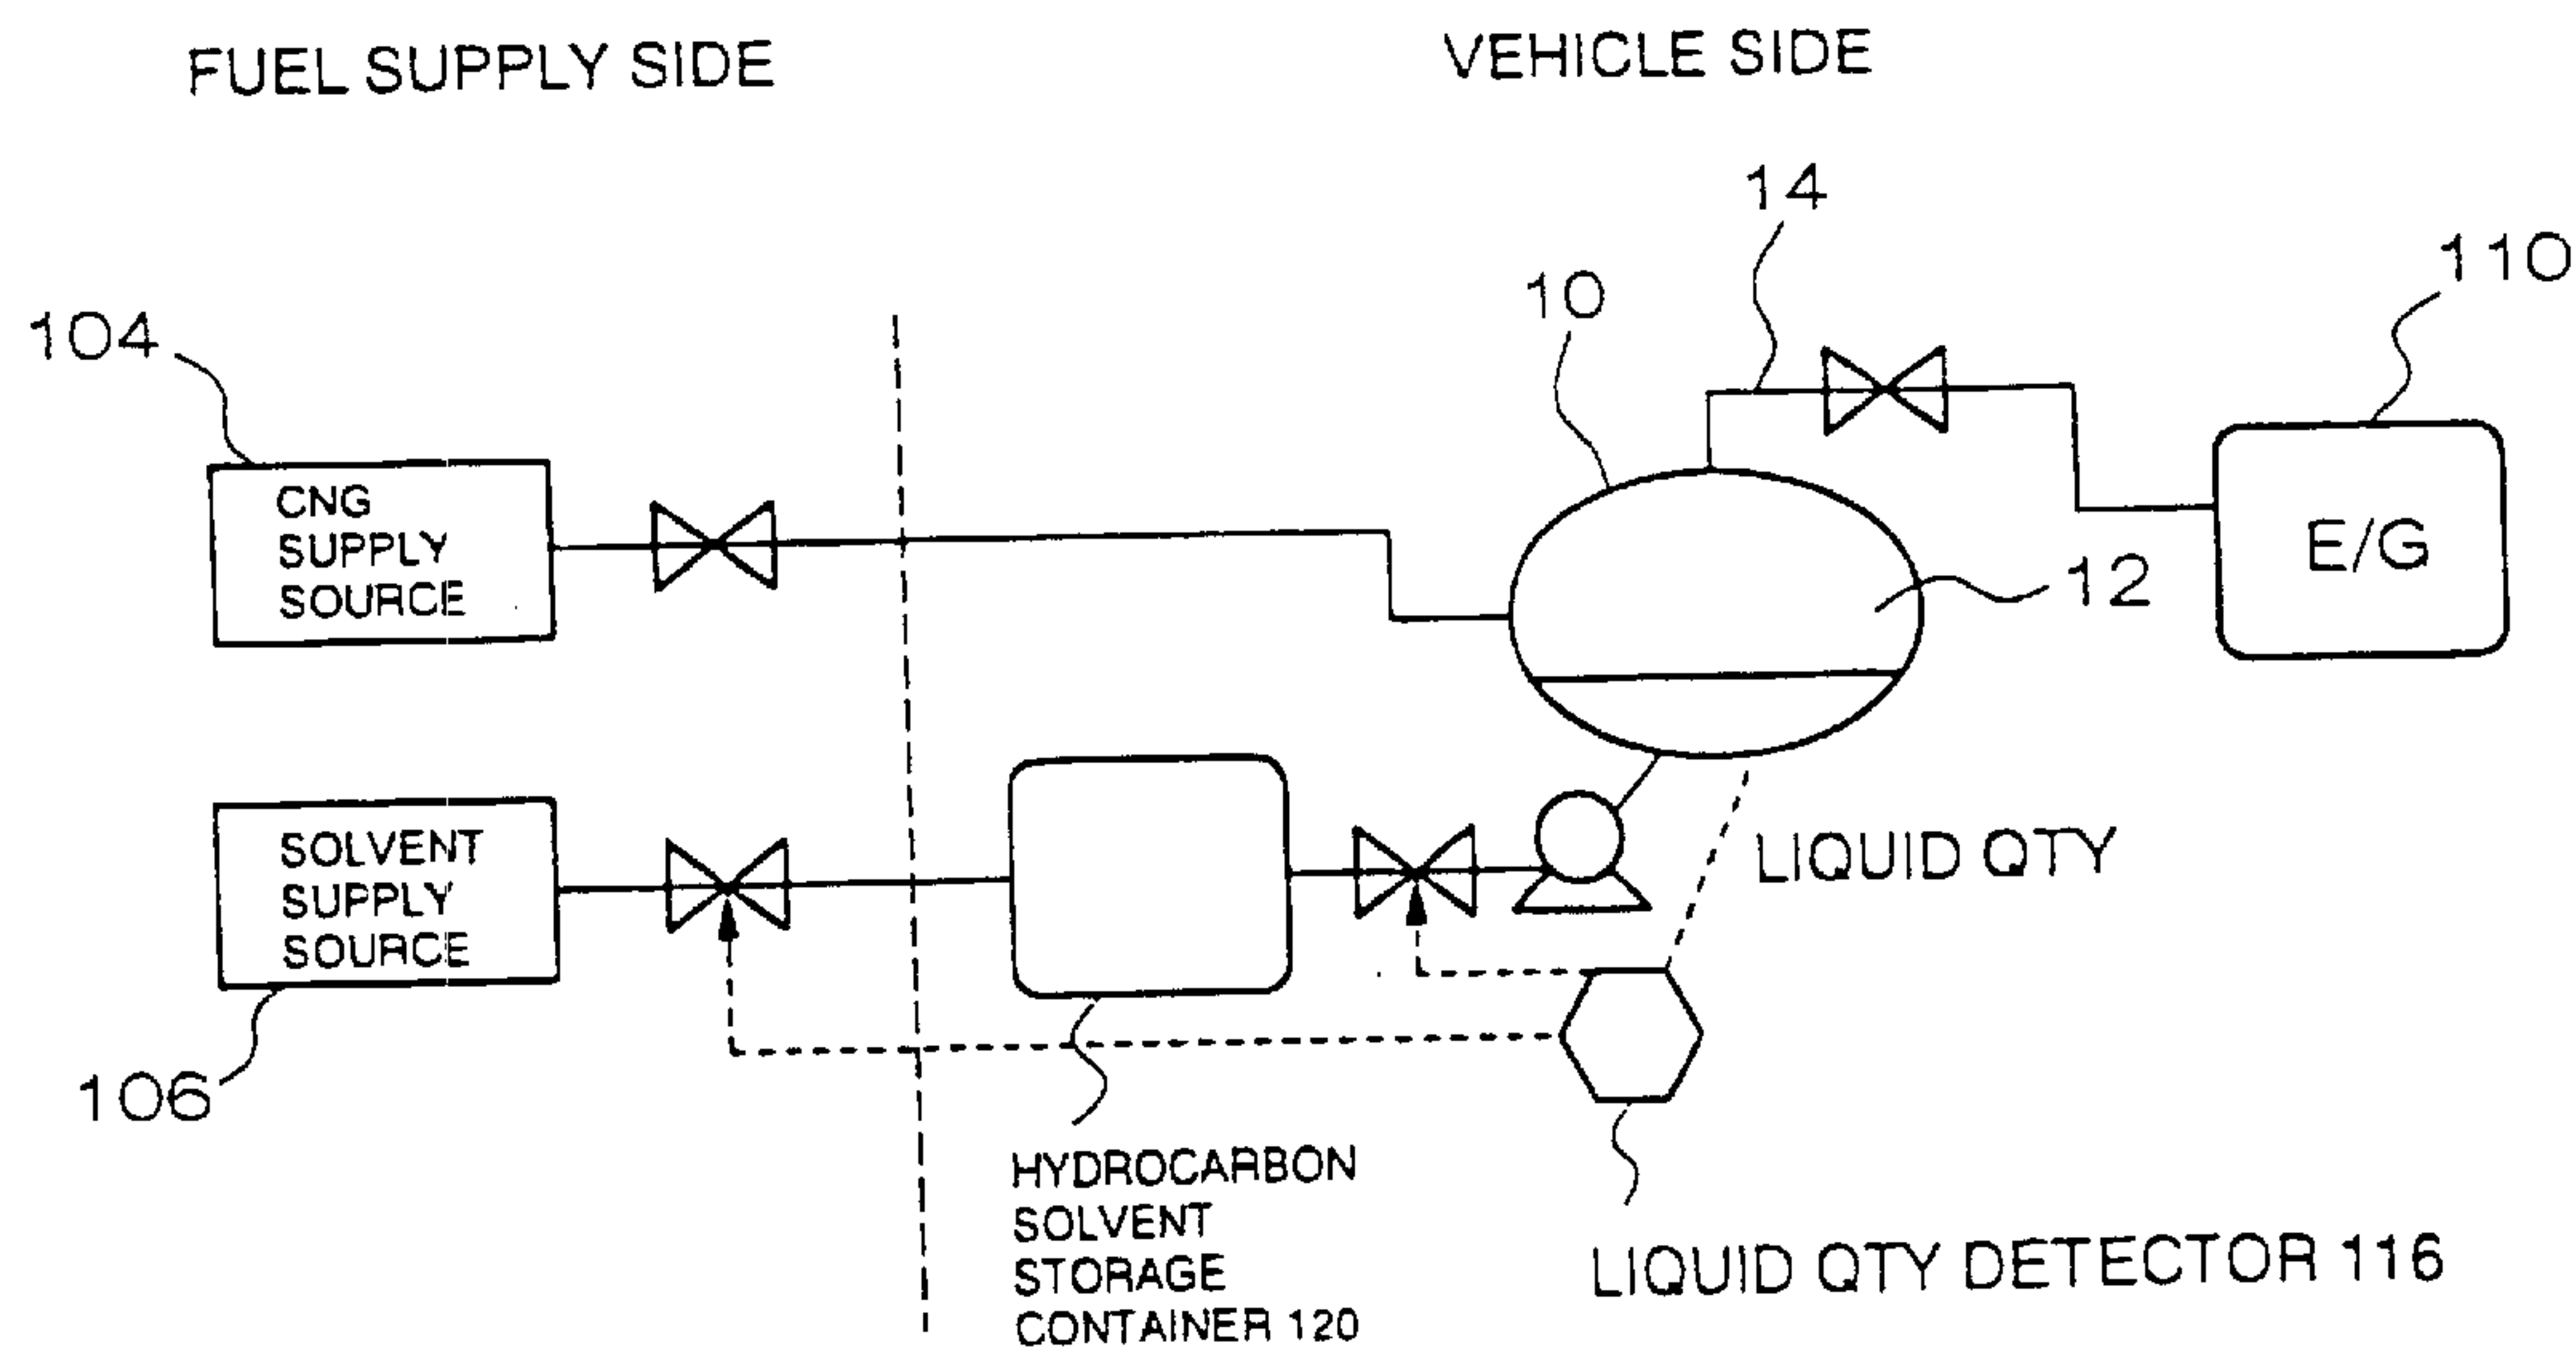 FUEL SUPPLY SIDE
VEHICLE SIDE
14
10
110
104
CNG
SUPPLY
SOURCE
E/G
12
SOLVENT
SUPPLY
SOURCE
LIQUID QTY
106
HYDROCARBON
SOLVENT
STORAGE
CONTAINER 120
LIQUID QTY DETECTOR 116